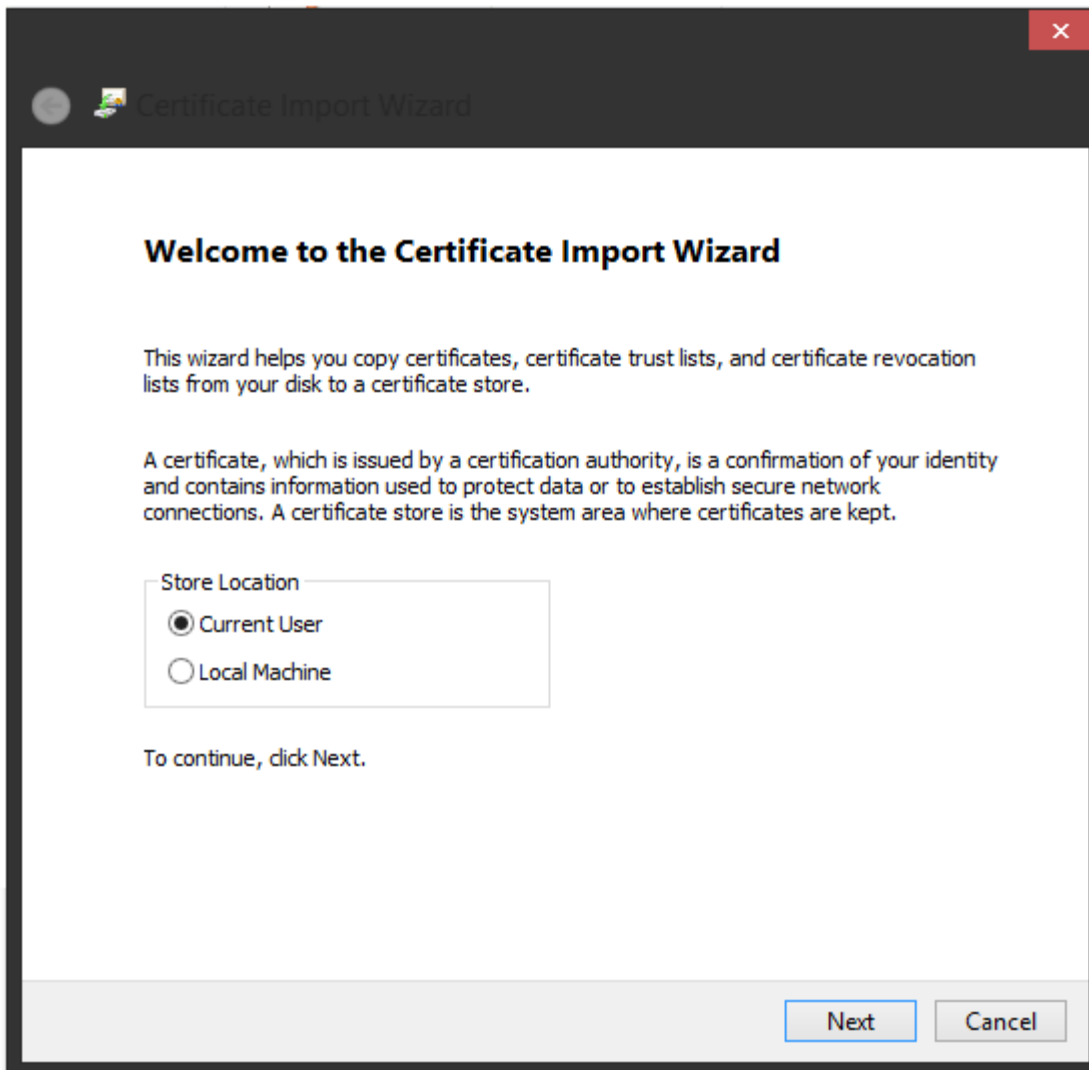 Certificate Import Wizard
Welcome to the Certificate Import Wizard
This wizard helps you copy certificates, certificate trust lists, and certificate revocation
lists from your disk to a certificate store.
A certificate, which is issued by a certification authority, is a confirmation of your identity
and contains information used to protect data or to establish secure network
connections. A certificate store is the system area where certificates are kept.
Store Location
Current User
Local Machine
To continue, click Next.
Next
Cancel